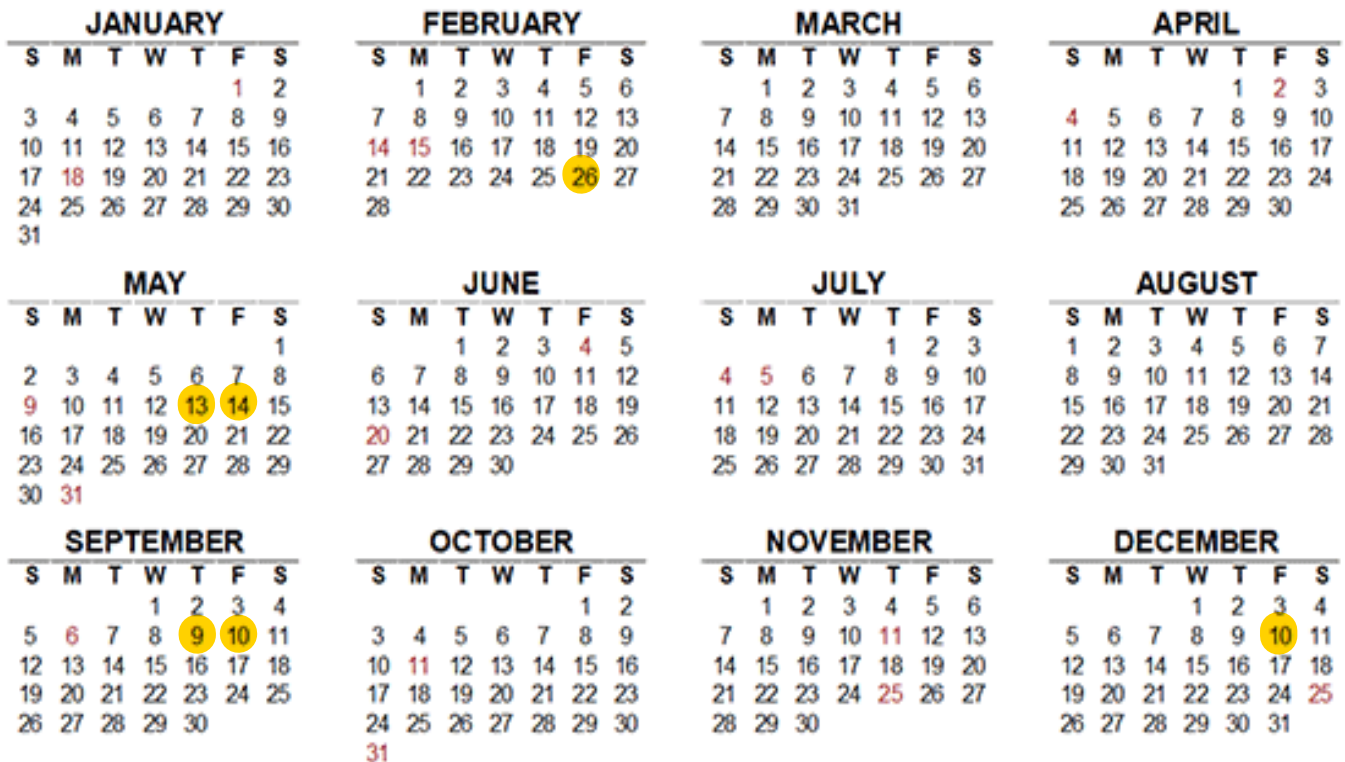 JANUARY FEBRUARY MARCH APRIL
S M T W T F S S M T W T F S S M T W T F S S M T W T F S
1 2 1 2 3 4 5 6 1 2 3 4 5 6 1 2 3
3 4 5 6 7 8 9 7 8 9 10 11 12 13 7 8 9 10 11 12 13 4 5 6 7 8 9 10
10 11 12 13 14 15 16 14 15 16 17 18 19 20 14 15 16 17 18 19 20 11 12 13 14 15 16 17
17 18 19 20 21 22 23 21 22 23 24 25 26 27 21 22 23 24 25 26 27 18 19 20 21 22 23 24
24 25 26 27 28 29 30 28 28 29 30 31 25 26 27 28 29 30
31
MAY JUNE JULY AUGUST
S M T W T F S S M T W T F S S M T W T F S S M T W T F S
1 1 2 3 4 5 1 2 3 1 2 3 4 5 6 7
2 3 4 5 6 7 8 6 7 8 9 10 11 12 4 5 6 7 8 9 10 8 9 10 11 12 13 14
9 10 11 12 13 14 15 13 14 15 16 17 18 19 11 12 13 14 15 16 17 15 16 17 18 19 20 21
16 17 18 19 20 21 22 20 21 22 23 24 25 26 18 19 20 21 22 23 24 22 23 24 25 26 27 28
23 24 25 26 27 28 29 27 28 29 30 25 26 27 28 29 30 31 29 30 31
30 31
SEPTEMBER OCTOBER NOVEMBER DECEMBER
S M T W T F S S M T W T F S S M T W T F S S M T W T F S
1 2 3 4 1 2 1 2 3 4 5 6 1 2 3 4
5 6 7 8 9 10 11 3 4 5 6 7 8 9 7 8 9 10 11 12 13 5 6 7 8 9 10 11
12 13 14 15 16 17 18 10 11 12 13 14 15 16 14 15 16 17 18 19 20 12 13 14 15 16 17 18
19 20 21 22 23 24 25 17 18 19 20 21 22 23 21 22 23 24 25 26 27 19 20 21 22 23 24 25
26 27 28 29 30 24 25 26 27 28 29 30 28 29 30 26 27 28 29 30 31
31